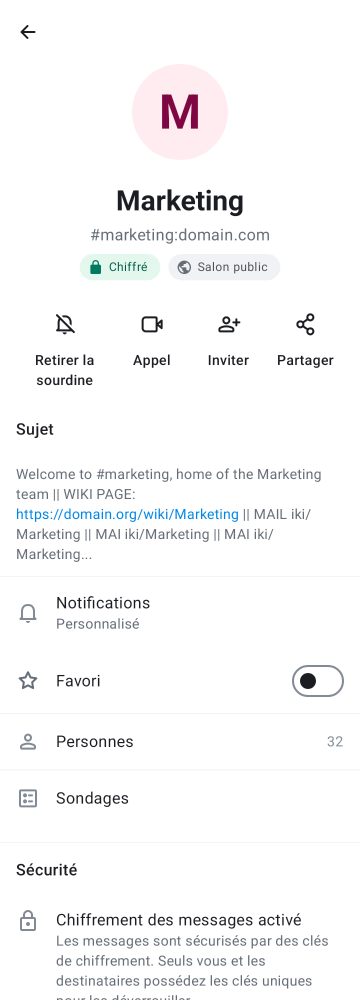 M
Marketing
#marketing:domain.com
Chiffré
Salon public
Retirer la
sourdine
Appel
Inviter
Partager
Sujet
Welcome to #marketing, home of the Marketing
team || WIKI PAGE:
https://domain.org/wiki/Marketing || MAIL iki/
Marketing || MAI iki/Marketing || MAI iki/
Marketing...
Notifications
Personnalisé
Favori
Personnes 32
Sondages
Sécurité
Chiffrement des messages activé
Les messages sont sécurisés par des clés
de chiffrement. Seuls vous et les
destinataires possédez les clés uniques
pour les déverrouiller